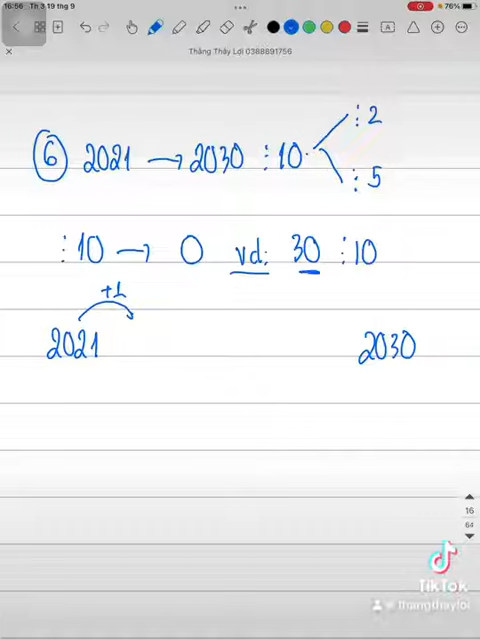 16:56 Th 3 19 thg 9
76%
Thắng Thầy Lợi 0388691756
⋮ 2
6 2021 → 2030 ⋮ 10
⋮ 5
⋮ 10 → 0 vd: 30 ⋮ 10
+1
2021 2030
16
64
TikTok
@thangthayloi